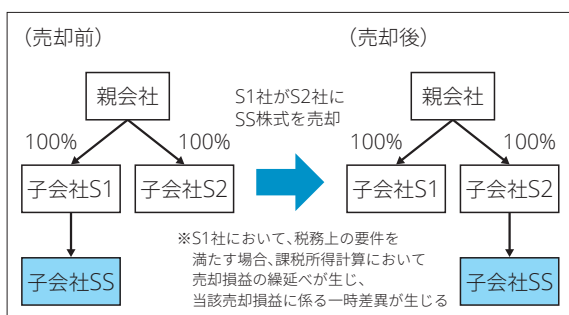 （売却前）
親会社
100%
100%
子会社S1
子会社S2
子会社SS
S1社がS2社に
SS株式を売却
※S1社において、税務上の要件を
満たす場合、課税所得計算において
売却損益の繰延べが生じ、
当該売却損益に係る一時差異が生じる
（売却後）
親会社
100%
100%
子会社S1
子会社S2
子会社SS